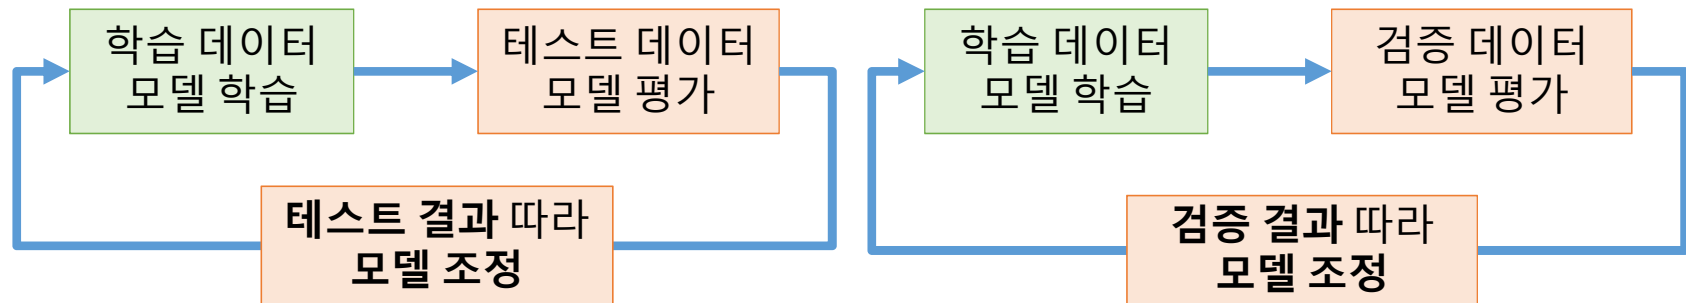 학습 데이터
모델 학습
테스트 데이터
모델 평가
테스트 결과 따라
모델 조정
학습 데이터
모델 학습
검증 데이터
모델 평가
검증 결과 따라
모델 조정